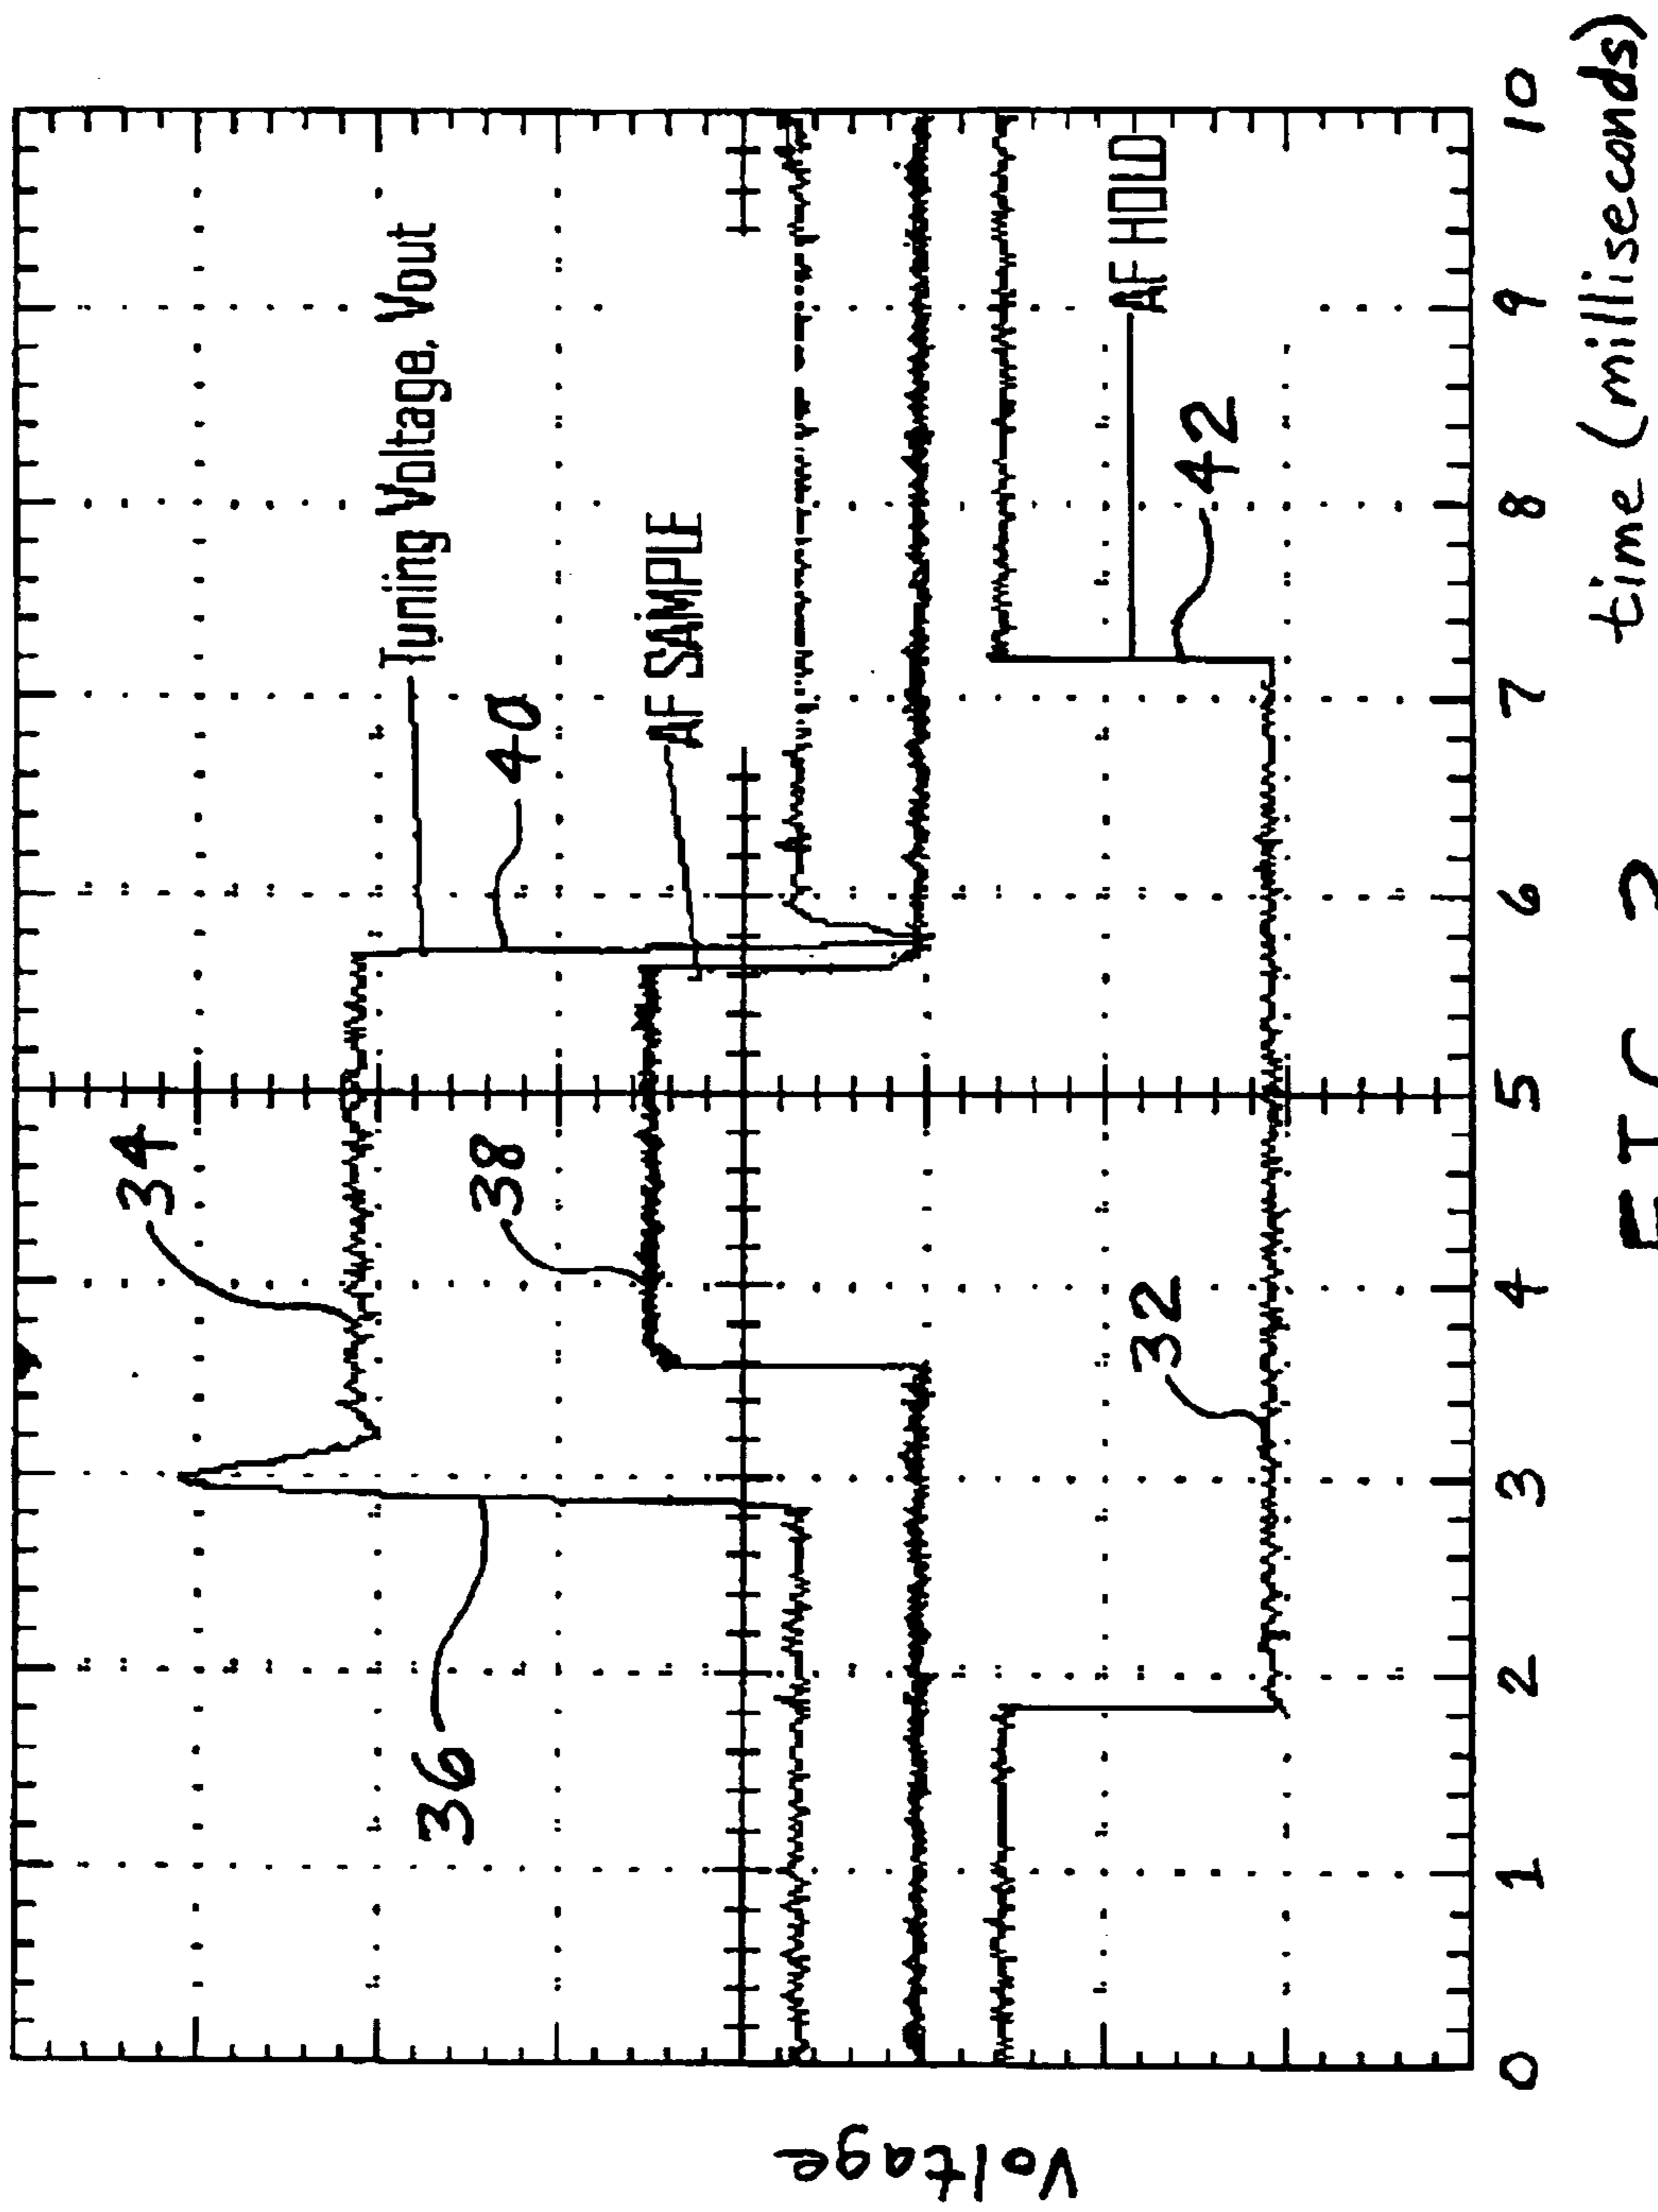 34
Tuning Voltage, Vout
36
40
38
AF SAMPLE
32
42
AF HOLD
Voltage
0 1 2 3 4 5 6 7 8 9 10
time (milliseconds)